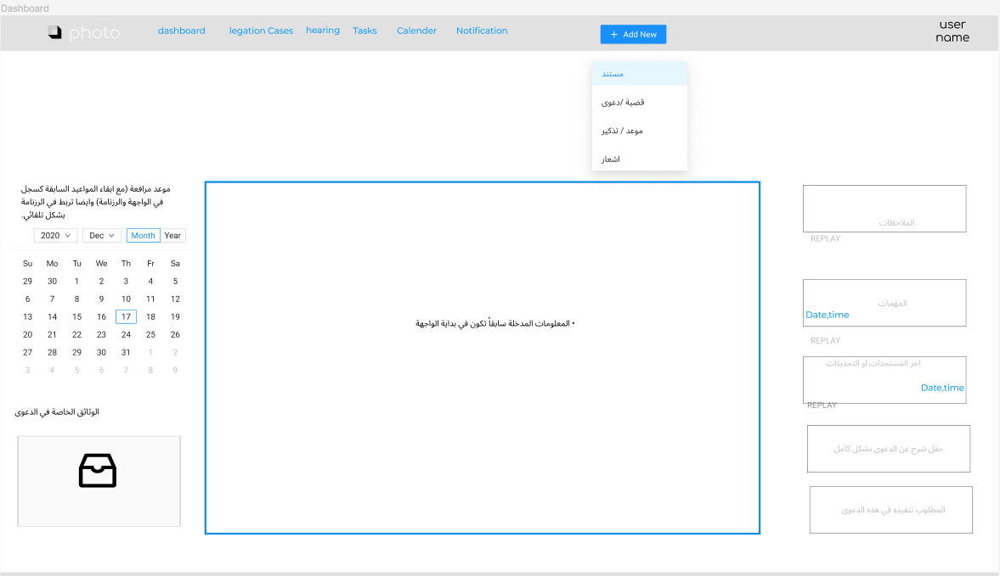 Dashboard
photo
dashboard
legation Cases
hearing
Tasks
Calender
Notification
+ Add New
user
name
مستند
قضية /دعوى
موعد / تذكير
اشعار
موعد مرافعة (مع ابقاء المواعيد السابقة كسجل
في الواجهة والرزنامة) وايضا تربط في الرزنامة
بشكل تلقائي.
2020
Dec
Month
Year
Su Mo Tu We Th Fr Sa
29 30 1 2 3 4 5
6 7 8 9 10 11 12
13 14 15 16 17 18 19
20 21 22 23 24 25 26
27 28 29 30 31 1 2
3 4 5 6 7 8 9
الوثائق الخاصة في الدعوى
• المعلومات المدخلة سابقاً تكون في بداية الواجهة
الملاحظات
REPLAY
المهمات
Date,time
REPLAY
اخر المستجدات او التحديثات
Date,time
REPLAY
حقل شرح عن الدعوى بشكل كامل
المطلوب تنفيذه في هذه الدعوى